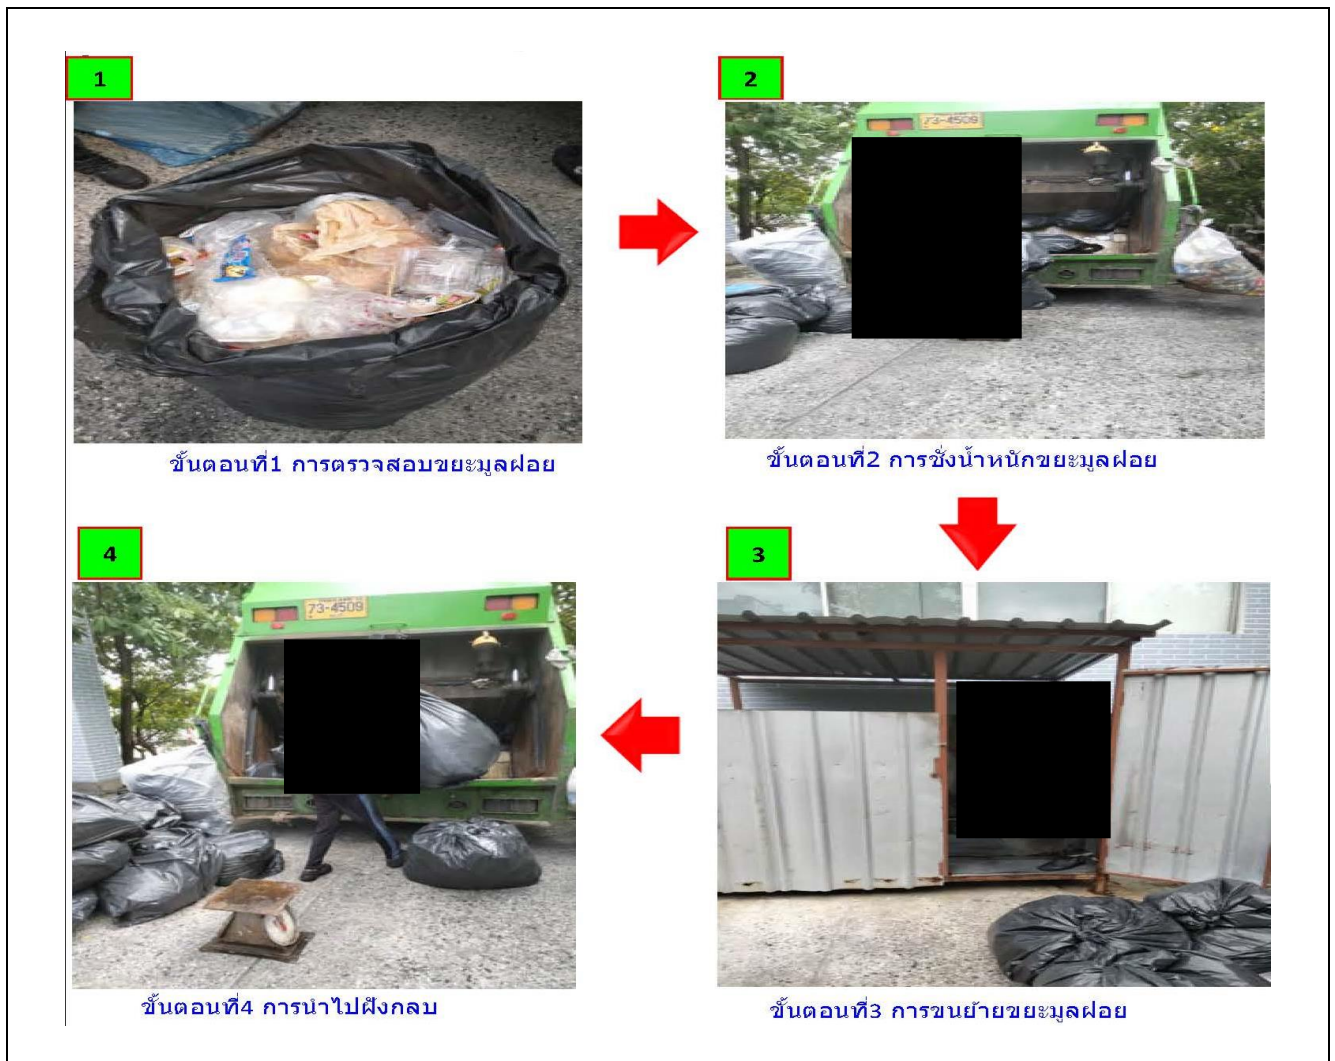 1
2
73-4509
ขั้นตอนที่1 การตรวจสอบขยะมูลฝอย
ขั้นตอนที่2 การชั่งน้ำหนักขยะมูลฝอย
4
3
73-4509
ขั้นตอนที่4 การนำไปฝังกลบ
ขั้นตอนที่3 การขนย้ายขยะมูลฝอย